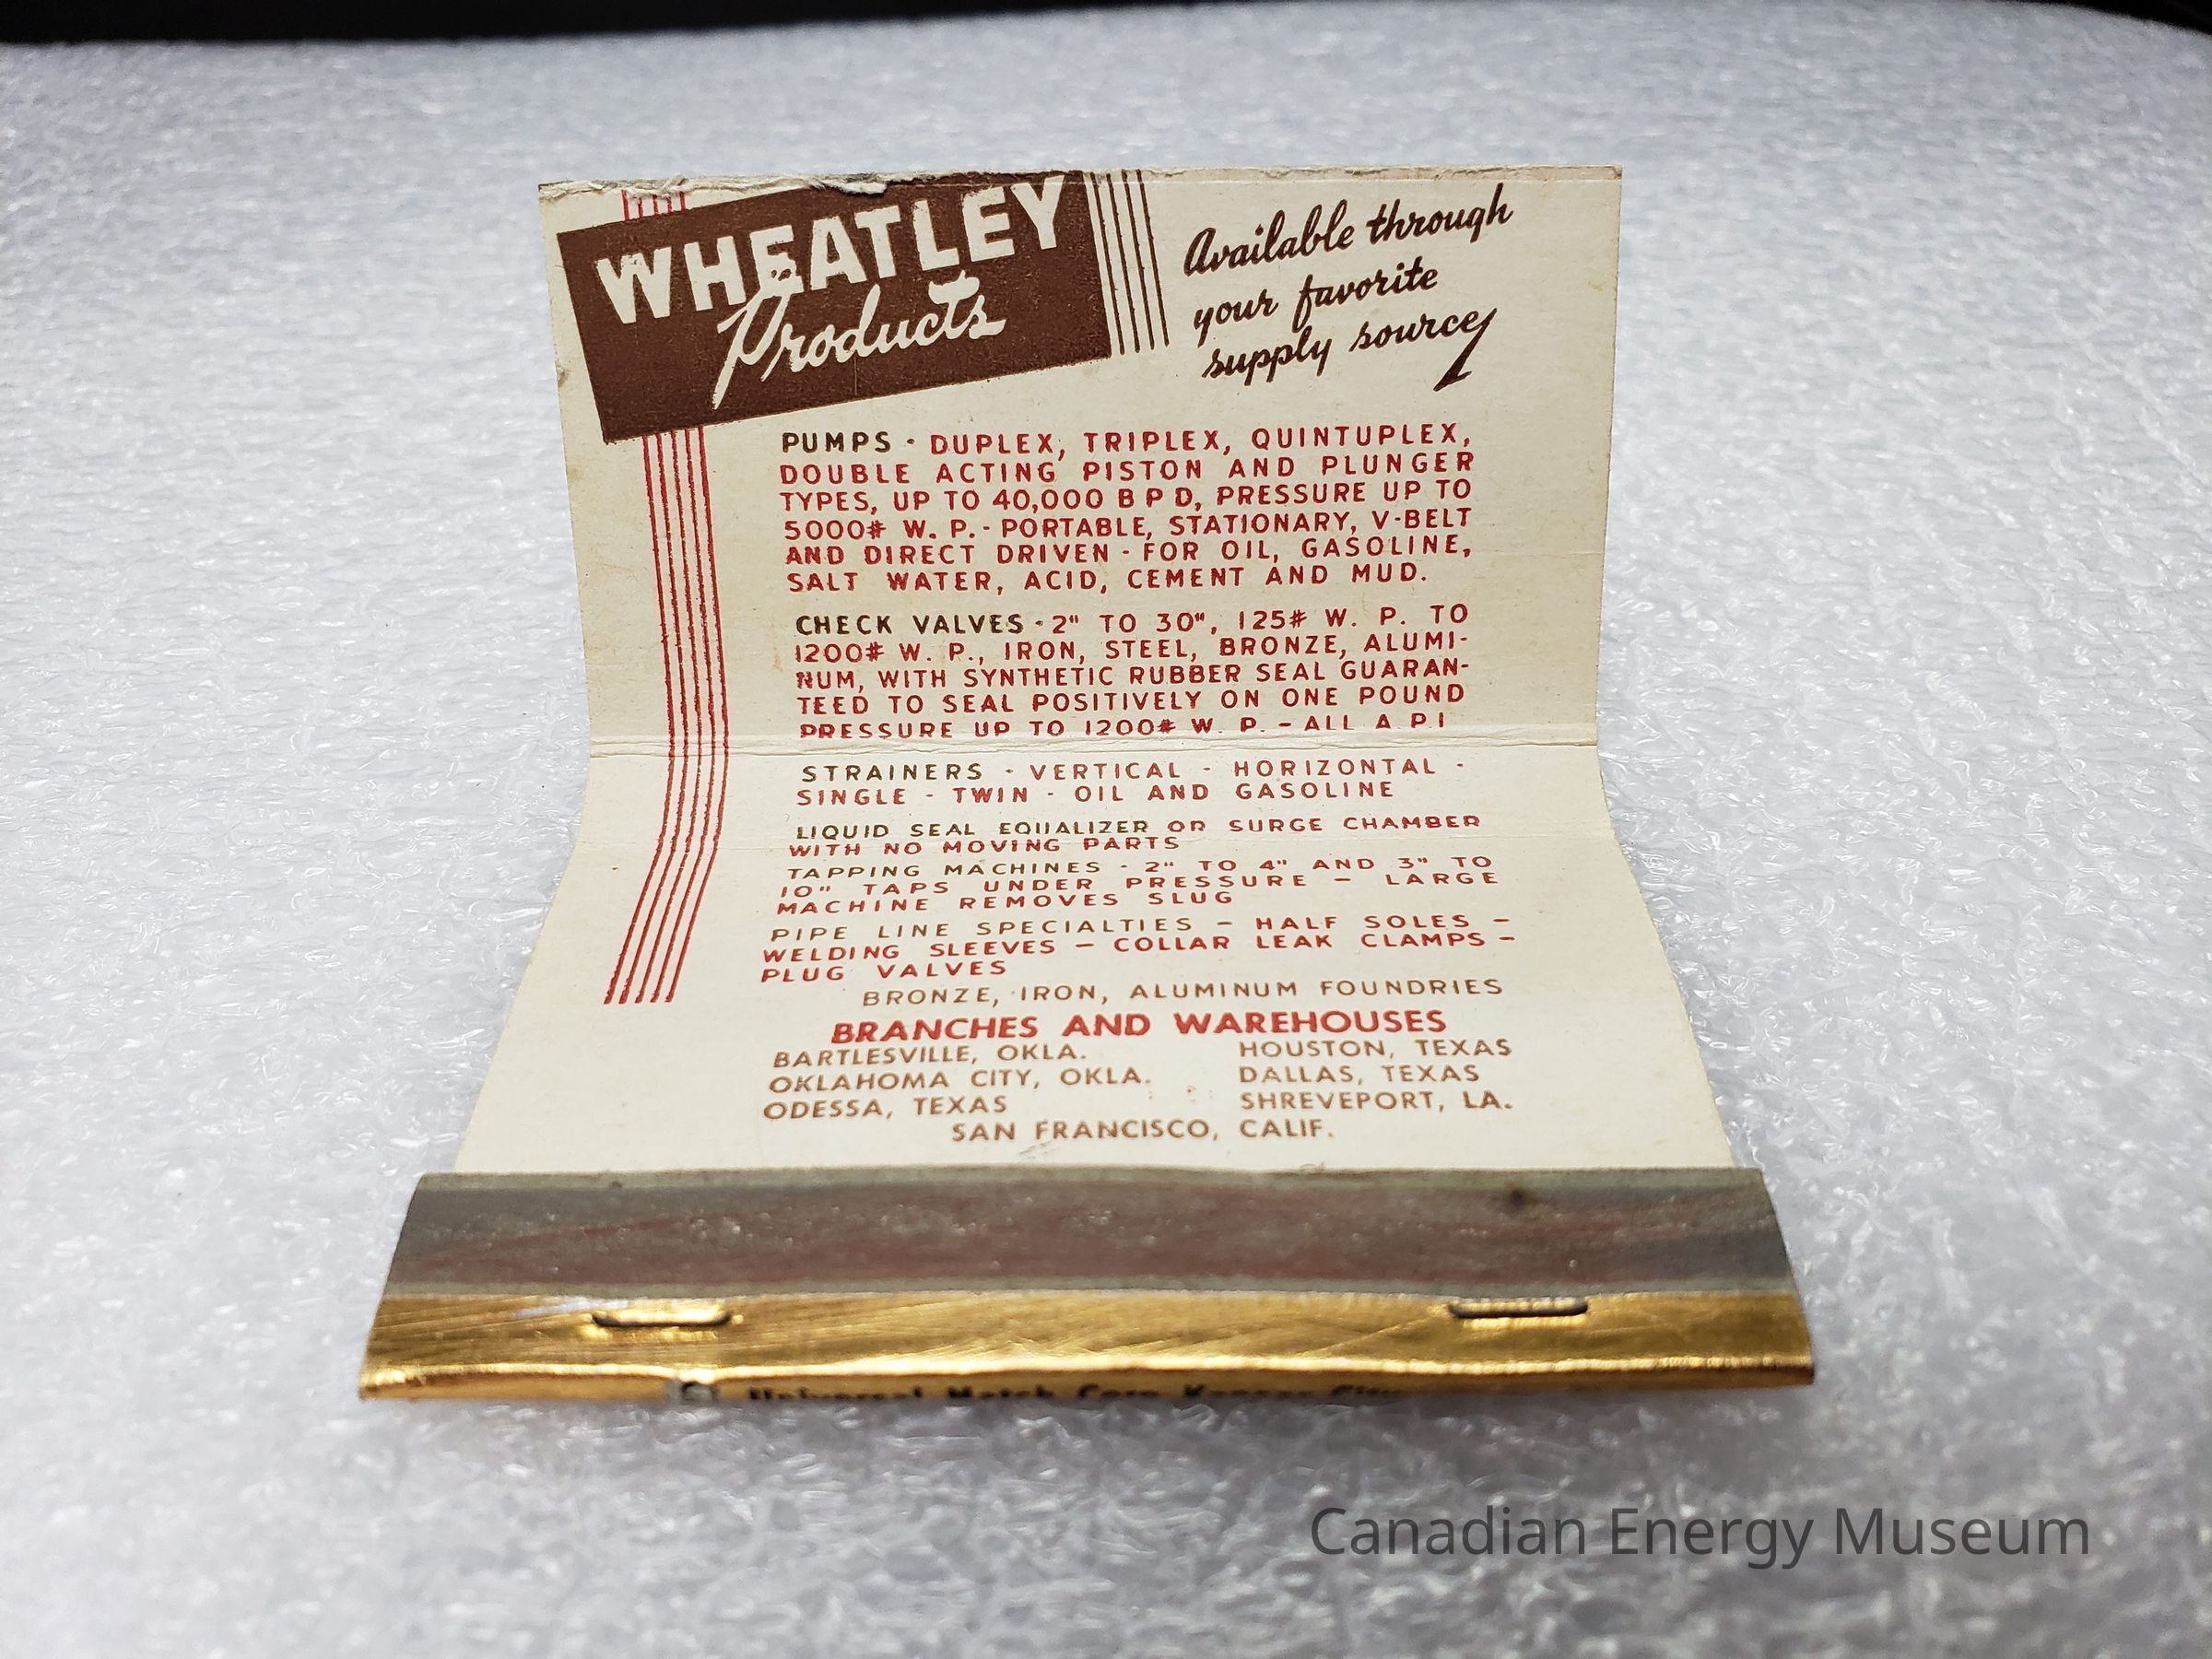 WHEATLEY
Products
Available through
your favorite
supply source
PUMPS - DUPLEX, TRIPLEX, QUINTUPLEX,
DOUBLE ACTING PISTON AND PLUNGER
TYPES, UP TO 40,000 B P D, PRESSURE UP TO
5000# W. P. - PORTABLE, STATIONARY, V-BELT
AND DIRECT DRIVEN - FOR OIL, GASOLINE,
SALT WATER, ACID, CEMENT AND MUD.
CHECK VALVES - 2" TO 30", 125# W. P. TO
1200# W. P., IRON, STEEL, BRONZE, ALUMI-
NUM, WITH SYNTHETIC RUBBER SEAL GUARAN-
TEED TO SEAL POSITIVELY ON ONE POUND
PRESSURE UP TO 1200# W. P. - ALL A P I
STRAINERS - VERTICAL - HORIZONTAL -
SINGLE - TWIN - OIL AND GASOLINE
LIQUID SEAL EQUALIZER OR SURGE CHAMBER
WITH NO MOVING PARTS
TAPPING MACHINES - 2" TO 4" AND 3" TO
10" TAPS UNDER PRESSURE - LARGE
MACHINE REMOVES SLUG
PIPE LINE SPECIALTIES - HALF SOLES -
WELDING SLEEVES - COLLAR LEAK CLAMPS -
PLUG VALVES
BRONZE, IRON, ALUMINUM FOUNDRIES
BRANCHES AND WAREHOUSES
BARTLESVILLE, OKLA. HOUSTON, TEXAS
OKLAHOMA CITY, OKLA. DALLAS, TEXAS
ODESSA, TEXAS SHREVEPORT, LA.
SAN FRANCISCO, CALIF.
Universal Match Corp Kansas City
Canadian Energy Museum